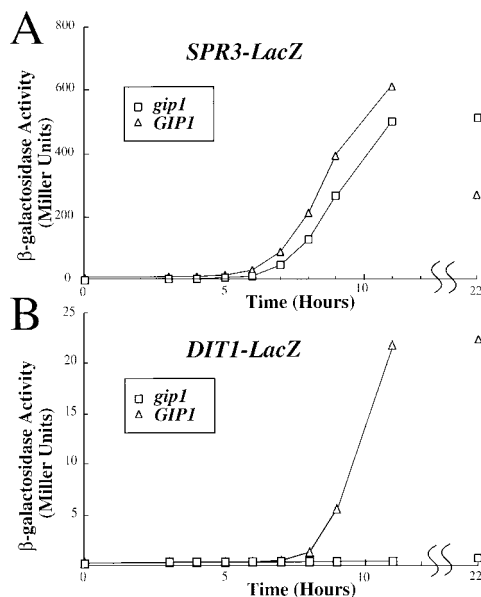 A
SPR3-LacZ
800
600
400
200
0
β-galactosidase Activity
(Miller Units)
gip1
GIP1
0
5
10
22
Time (Hours)
B
DIT1-LacZ
25
20
15
10
5
β-galactosidase Activity
(Miller Units)
gip1
GIP1
0
5
10
22
Time (Hours)